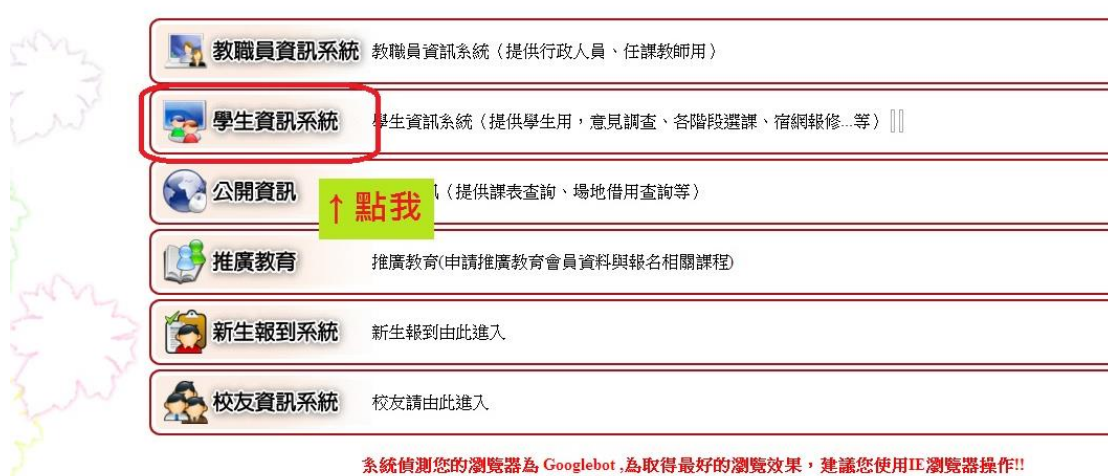 教職員資訊系統 教職員資訊系統（提供行政人員、任課教師用）
學生資訊系統 學生資訊系統（提供學生用，意見調查、各階段選課、宿網報修...等）
公開資訊 （提供課表查詢、場地借用查詢等）
↑點我
推廣教育 推廣教育(申請推廣教育會員資料與報名相關課程)
新生報到系統 新生報到由此進入
校友資訊系統 校友請由此進入
系統偵測您的瀏覽器為 Googlebot ,為取得最好的瀏覽效果，建議您使用IE瀏覽器操作!!